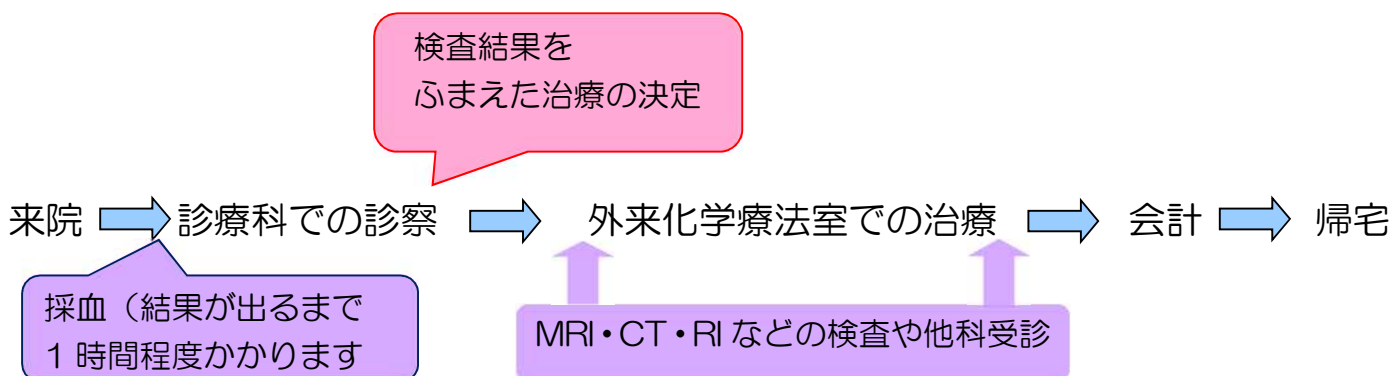 検査結果を
ふまえた治療の決定
来院 診療科での診察 外来化学療法室での治療 会計 帰宅
採血（結果が出るまで
1時間程度かかります
MRI・CT・RIなどの検査や他科受診